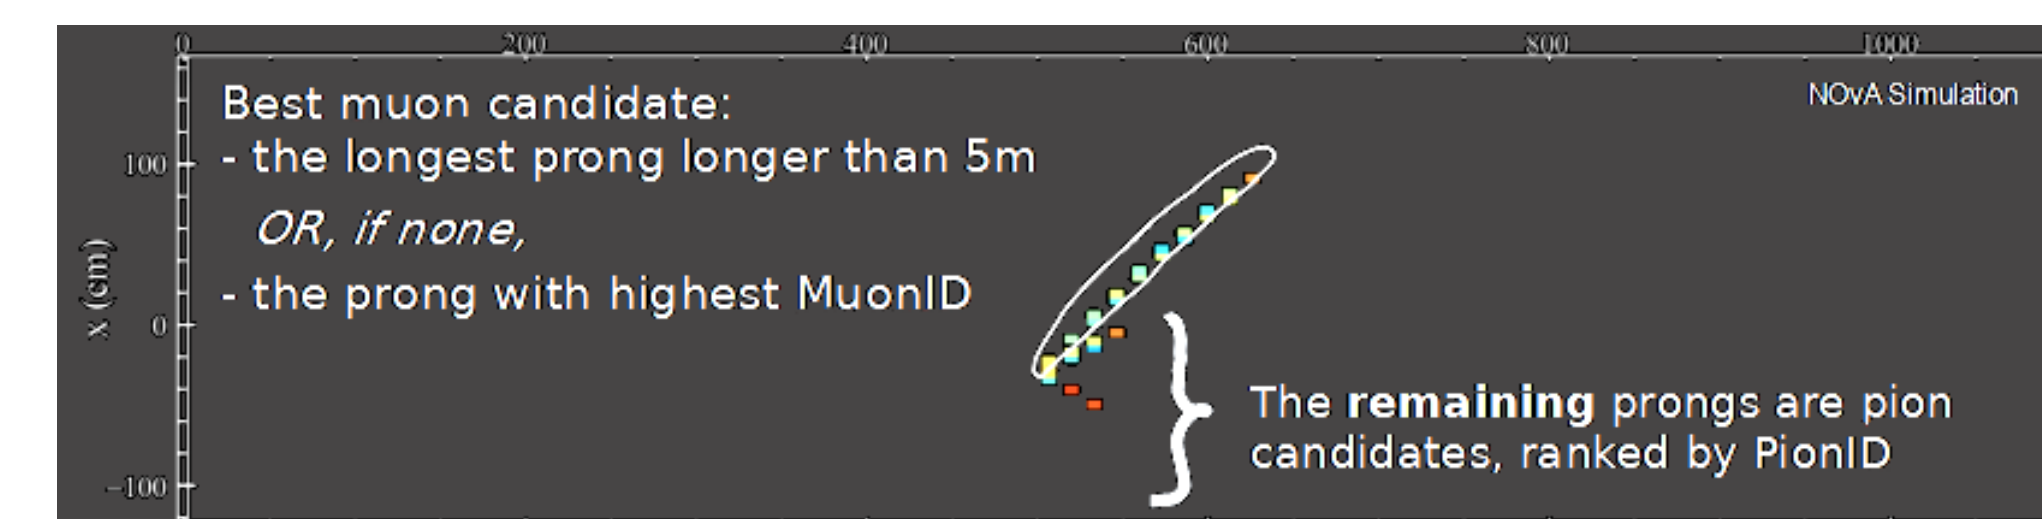 0 200 400 600 800 1000
NOvA Simulation
Best muon candidate:
- the longest prong longer than 5m
OR, if none,
- the prong with highest MuonID
100
0
-100
x (cm)
The remaining prongs are pion
candidates, ranked by PionID